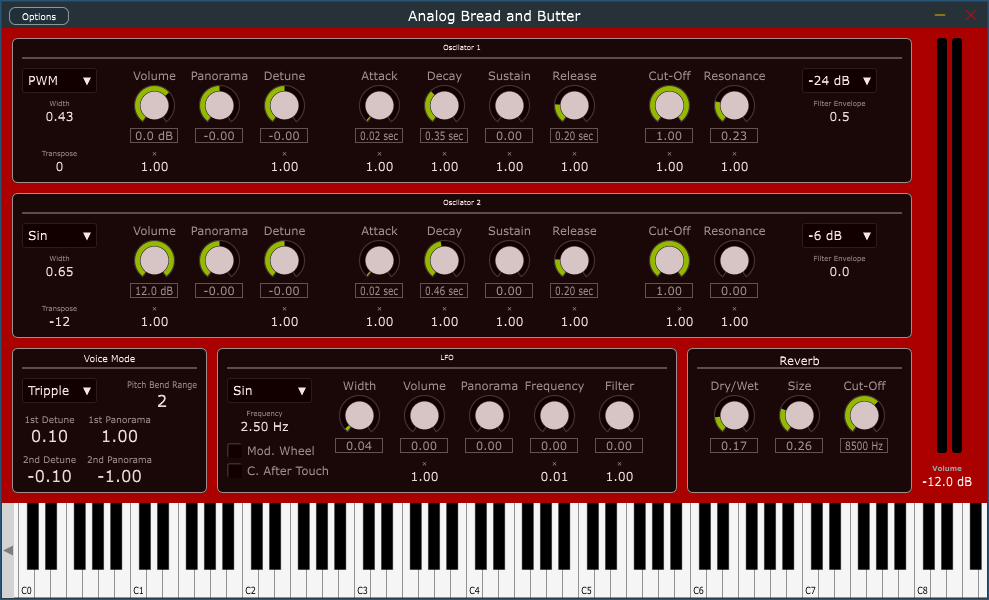 Options
Analog Bread and Butter
Oscilator 1
PWM
Volume Panorama Detune Attack Decay Sustain Release Cut-Off Resonance
-24 dB
Width
0.43
Filter Envelope
0.5
0.0 dB -0.00 -0.00 0.02 sec 0.35 sec 0.00 0.20 sec 1.00 0.23
Transpose
0
× × × × × × × ×
1.00 1.00 1.00 1.00 1.00 1.00 1.00 1.00
Oscilator 2
Sin
Volume Panorama Detune Attack Decay Sustain Release Cut-Off Resonance
-6 dB
Width
0.65
Filter Envelope
0.0
12.0 dB -0.00 -0.00 0.02 sec 0.46 sec 0.00 0.20 sec 1.00 0.00
Transpose
-12
× × × × × × × ×
1.00 1.00 1.00 1.00 1.00 1.00 1.00 1.00
Voice Mode
Tripple
Pitch Bend Range
2
1st Detune 1st Panorama
0.10 1.00
2nd Detune 2nd Panorama
-0.10 -1.00
LFO
Sin
Width Volume Panorama Frequency Filter
Frequency
2.50 Hz
0.04 0.00 0.00 0.00 0.00
Mod. Wheel
C. After Touch
× × ×
1.00 0.01 1.00
Reverb
Dry/Wet Size Cut-Off
0.17 0.26 8500 Hz
Volume
-12.0 dB
C0 C1 C2 C3 C4 C5 C6 C7 C8